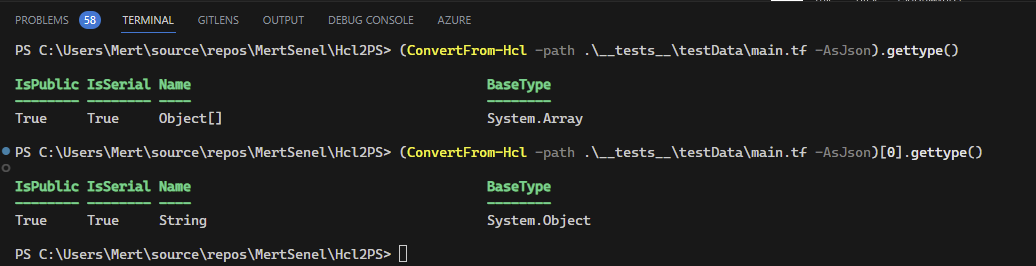 PROBLEMS 58 TERMINAL GITLENS OUTPUT DEBUG CONSOLE AZURE
PS C:\Users\Mert\source\repos\MertSenel\Hcl2PS> (ConvertFrom-Hcl -path .\__tests__\testData\main.tf -AsJson).gettype()
IsPublic IsSerial Name BaseType
-------- -------- ---- --------
True True Object[] System.Array
PS C:\Users\Mert\source\repos\MertSenel\Hcl2PS> (ConvertFrom-Hcl -path .\__tests__\testData\main.tf -AsJson)[0].gettype()
IsPublic IsSerial Name BaseType
-------- -------- ---- --------
True True String System.Object
PS C:\Users\Mert\source\repos\MertSenel\Hcl2PS>